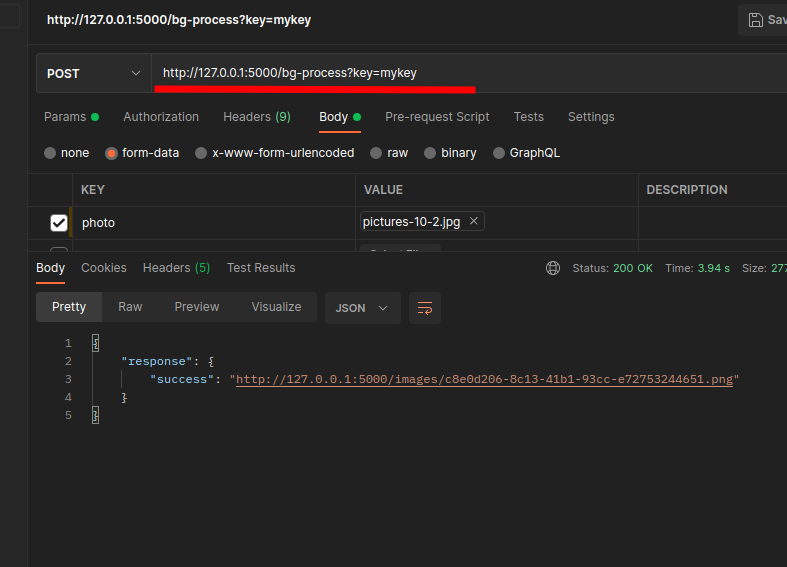 http://127.0.0.1:5000/bg-process?key=mykey
Sav
POST http://127.0.0.1:5000/bg-process?key=mykey
Params Authorization Headers (9) Body Pre-request Script Tests Settings
none form-data x-www-form-urlencoded raw binary GraphQL
KEY VALUE DESCRIPTION
photo pictures-10-2.jpg
Body Cookies Headers (5) Test Results Status: 200 OK Time: 3.94 s Size: 277
Pretty Raw Preview Visualize JSON
1 {
2 "response": {
3 "success": "http://127.0.0.1:5000/images/c8e0d206-8c13-41b1-93cc-e72753244651.png"
4 }
5 }